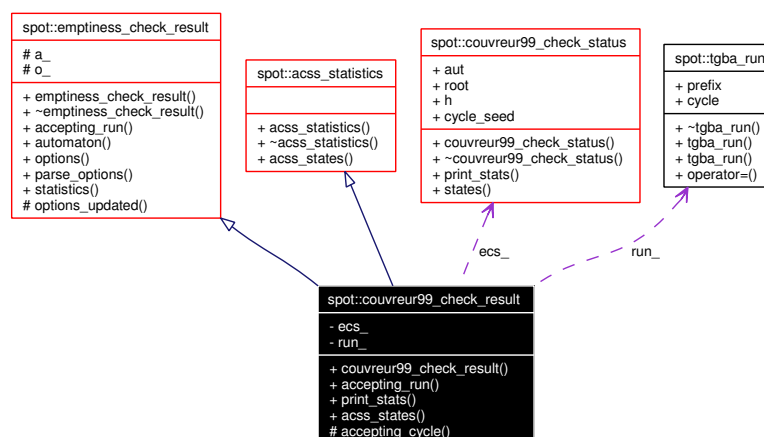 spot::emptiness_check_result
# a_
# o_
+ emptiness_check_result()
+ ~emptiness_check_result()
+ accepting_run()
+ automaton()
+ options()
+ parse_options()
+ statistics()
# options_updated()
spot::acss_statistics
+ acss_statistics()
+ ~acss_statistics()
+ acss_states()
spot::couvreur99_check_status
+ aut
+ root
+ h
+ cycle_seed
+ couvreur99_check_status()
+ ~couvreur99_check_status()
+ print_stats()
+ states()
spot::tgba_run
+ prefix
+ cycle
+ ~tgba_run()
+ tgba_run()
+ tgba_run()
+ operator=()
ecs_
run_
spot::couvreur99_check_result
- ecs_
- run_
+ couvreur99_check_result()
+ accepting_run()
+ print_stats()
+ acss_states()
# accepting_cycle()